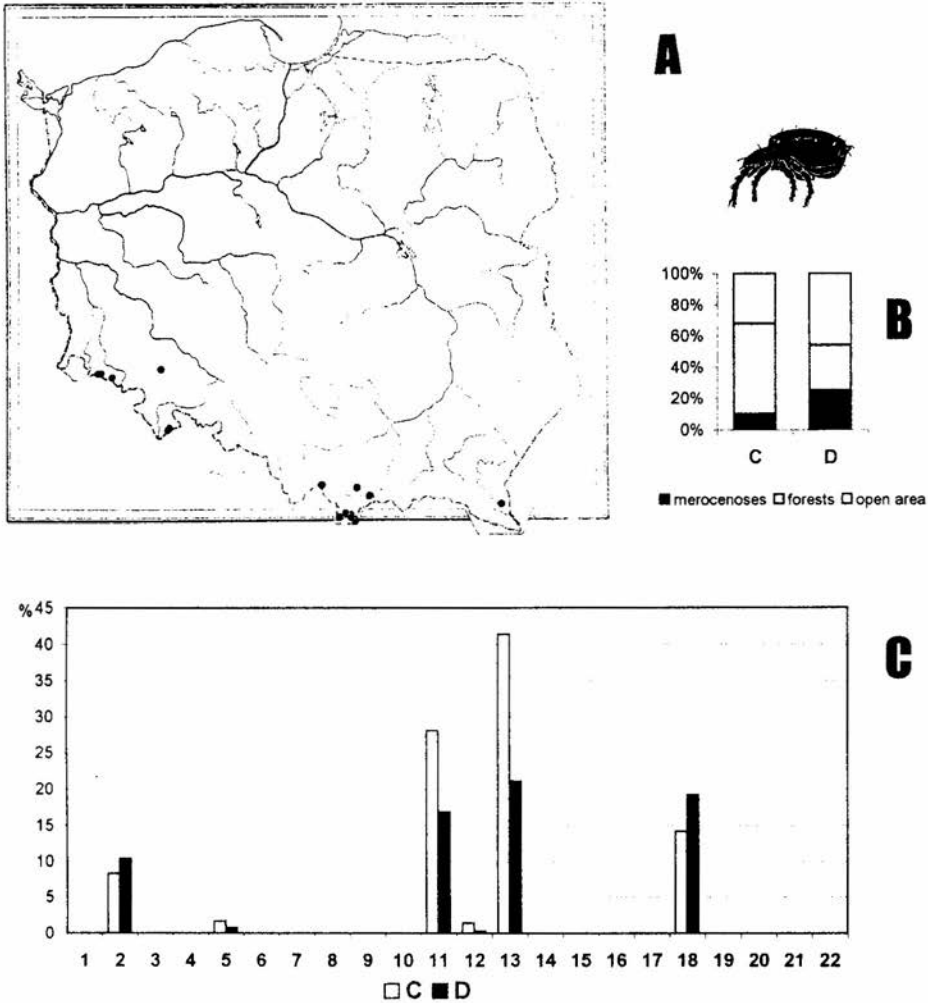 A
100%
80%
60%
40%
20%
0%
B
C D
■ merocenoses □ forests □ open area
%
45
40
35
30
25
20
15
10
5
0
C
1 2 3 4 5 6 7 8 9 10 11 12 13 14 15 16 17 18 19 20 21 22
□ C ■ D